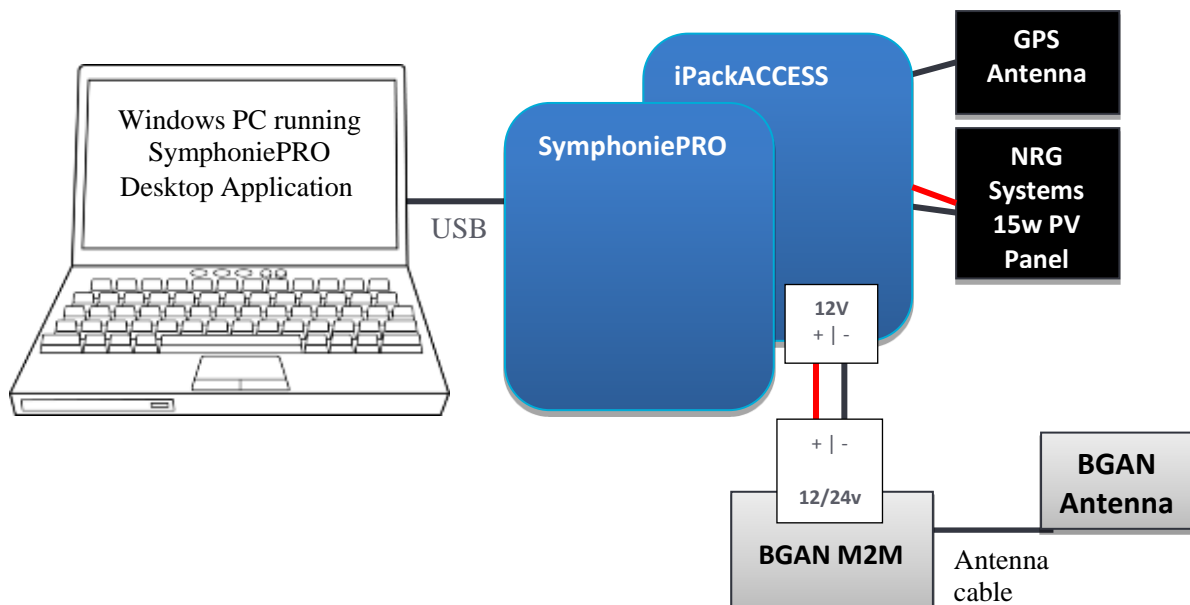 Windows PC running
SymphoniePRO
Desktop Application
USB
SymphoniePRO
iPackACCESS
GPS
Antenna
NRG
Systems
15w PV
Panel
12V
+ | -
+ | -
12/24v
BGAN M2M
Antenna
cable
BGAN
Antenna